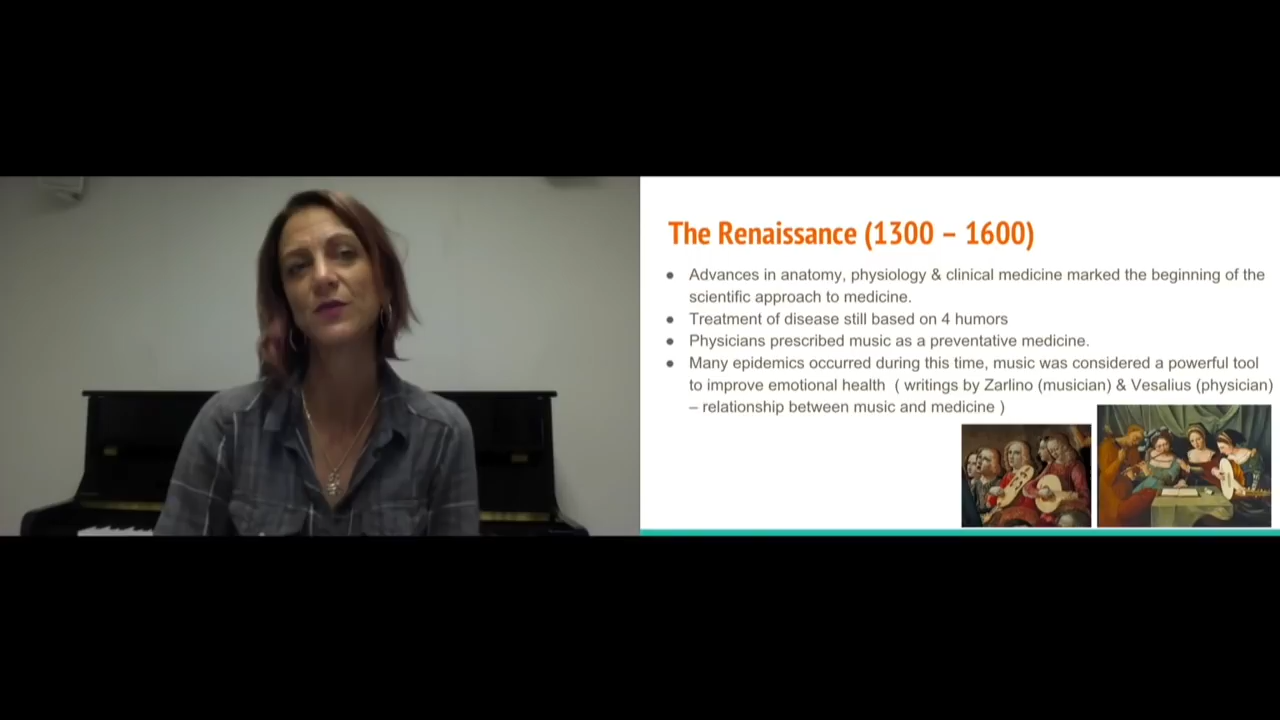 The Renaissance (1300 – 1600)
● Advances in anatomy, physiology & clinical medicine marked the beginning of the
scientific approach to medicine.
● Treatment of disease still based on 4 humors
● Physicians prescribed music as a preventative medicine.
● Many epidemics occurred during this time, music was considered a powerful tool
to improve emotional health ( writings by Zarlino (musician) & Vesalius (physician)
– relationship between music and medicine )